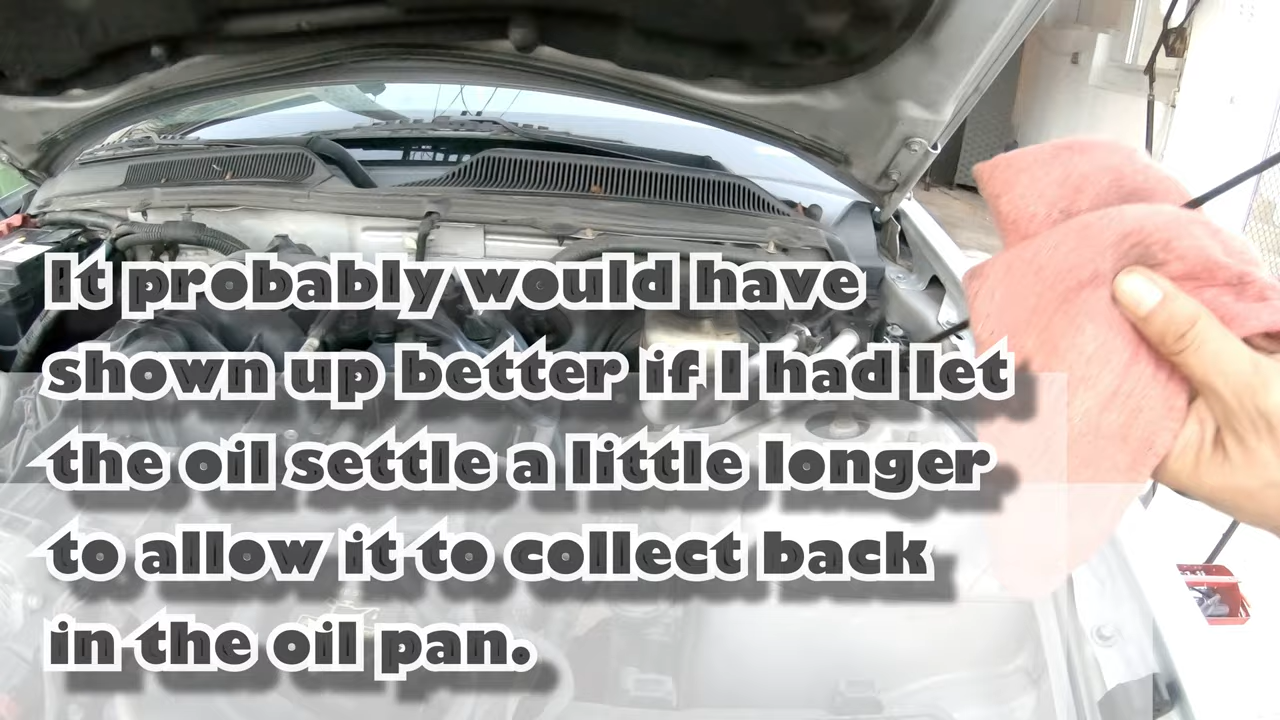 It probably would have
shown up better if I had let
the oil settle a little longer
to allow it to collect back
in the oil pan.